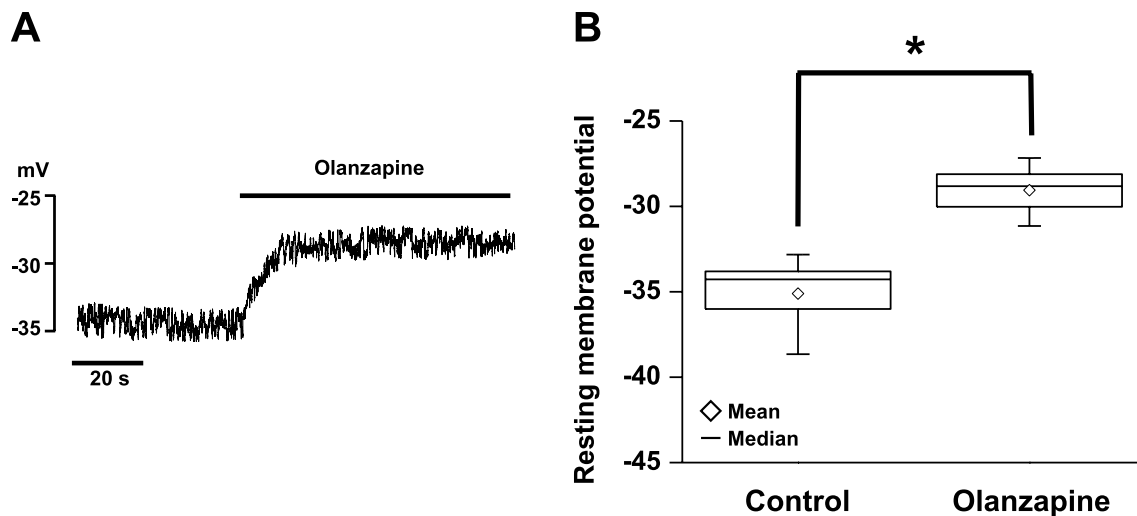 A
mV
Olanzapine
-25
-30
-35
20 s
B
*
Resting membrane potential
-25
-30
-35
-40
-45
Mean
Median
Control
Olanzapine